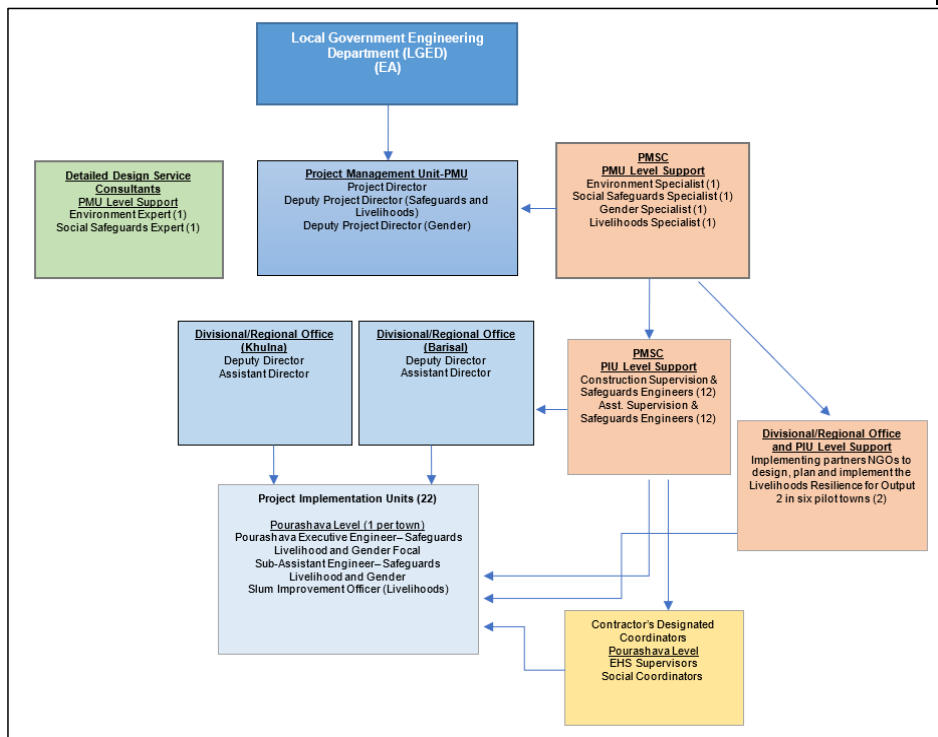 Local Government Engineering
Department (LGED)
(EA)
Detailed Design Service
Consultants
PMU Level Support
Environment Expert (1)
Social Safeguards Expert (1)
Project Management Unit-PMU
Project Director
Deputy Project Director (Safeguards and
Livelihoods)
Deputy Project Director (Gender)
PMSC
PMU Level Support
Environment Specialist (1)
Social Safeguards Specialist (1)
Gender Specialist (1)
Livelihoods Specialist (1)
Divisional/Regional Office
(Khulna)
Deputy Director
Assistant Director
Divisional/Regional Office
(Barisal)
Deputy Director
Assistant Director
PMSC
PIU Level Support
Construction Supervision &
Safeguards Engineers (12)
Asst. Supervision &
Safeguards Engineers (12)
Divisional/Regional Office
and PIU Level Support
Implementing partners NGOs to
design, plan and implement the
Livelihoods Resilience for Output
2 in six pilot towns (2)
Project Implementation Units (22)
Pourashava Level (1 per town)
Pourashava Executive Engineer– Safeguards
Livelihood and Gender Focal
Sub-Assistant Engineer– Safeguards
Livelihood and Gender
Slum Improvement Officer (Livelihoods)
Contractor's Designated
Coordinators
Pourashava Level
EHS Supervisors
Social Coordinators